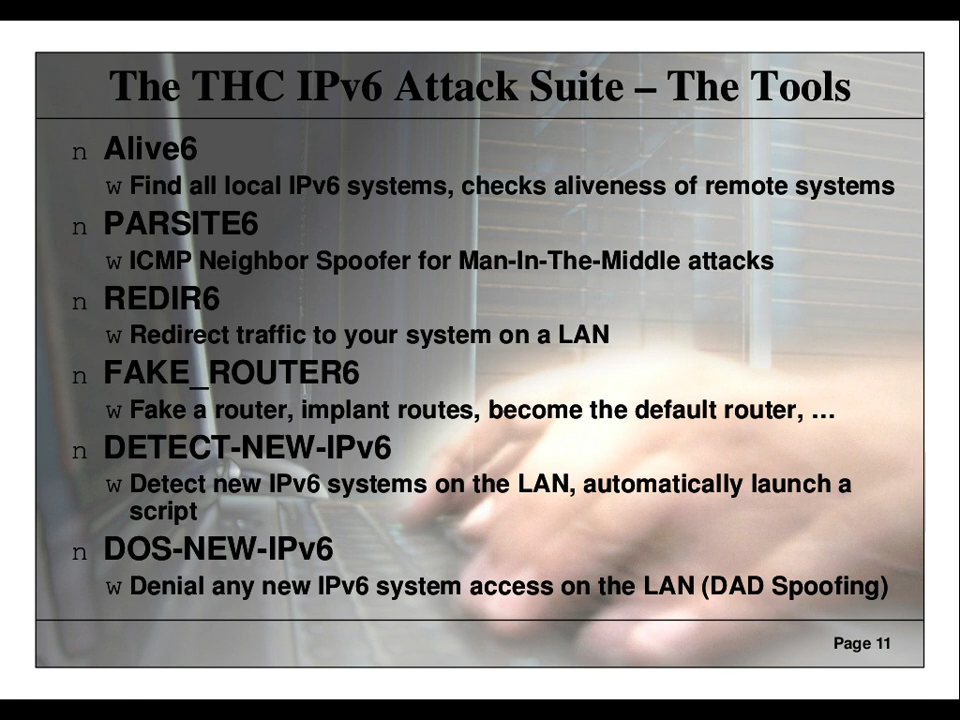 The THC IPv6 Attack Suite – The Tools
n Alive6
w Find all local IPv6 systems, checks aliveness of remote systems
n PARSITE6
w ICMP Neighbor Spoofer for Man-In-The-Middle attacks
n REDIR6
w Redirect traffic to your system on a LAN
n FAKE_ROUTER6
w Fake a router, implant routes, become the default router, …
n DETECT-NEW-IPv6
w Detect new IPv6 systems on the LAN, automatically launch a
script
n DOS-NEW-IPv6
w Denial any new IPv6 system access on the LAN (DAD Spoofing)
Page 11